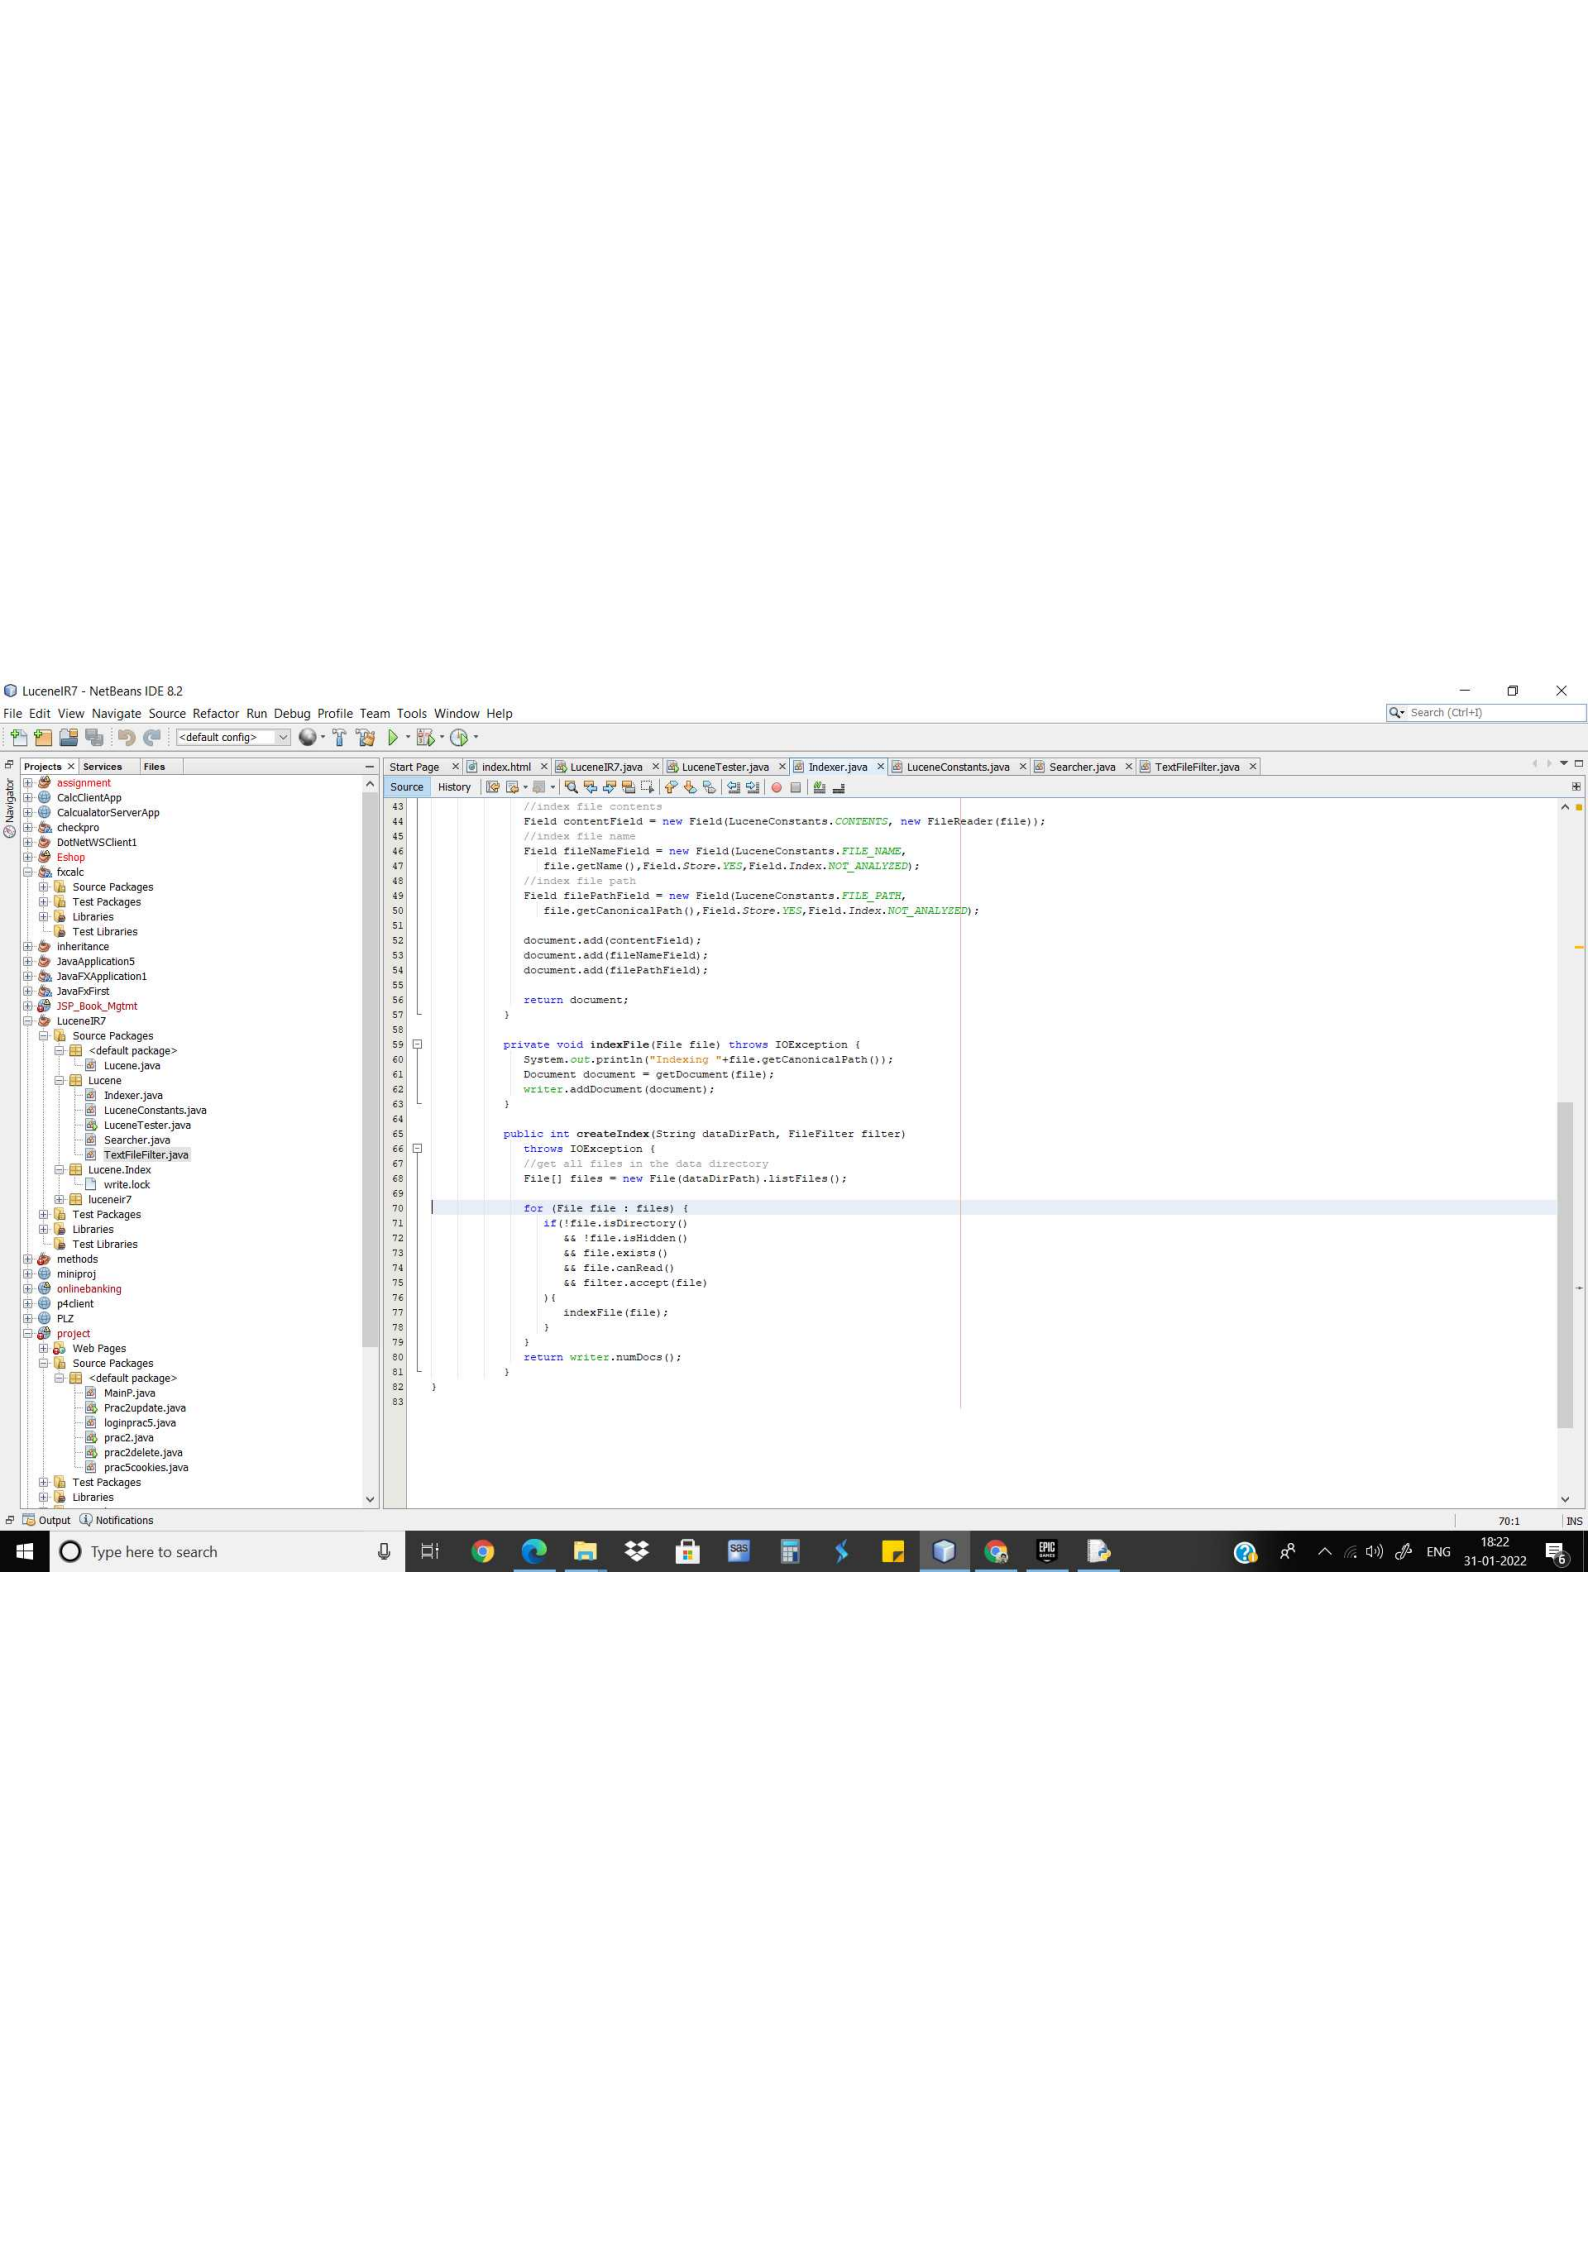 LuceneIR7 - NetBeans IDE 8.2
File Edit View Navigate Source Refactor Run Debug Profile Team Tools Window Help
Search (Ctrl+I)
<default config>
Projects Services Files
Navigator
assignment
CalcClientApp
CalcualatorServerApp
checkpro
DotNetWSClient1
Eshop
fxcalc
Source Packages
Test Packages
Libraries
Test Libraries
inheritance
JavaApplication5
JavaFXApplication1
JavaFxFirst
JSP_Book_Mgtmt
LuceneIR7
Source Packages
<default package>
Lucene.java
Lucene
Indexer.java
LuceneConstants.java
LuceneTester.java
Searcher.java
TextFileFilter.java
Lucene.Index
write.lock
luceneir7
Test Packages
Libraries
Test Libraries
methods
miniproj
onlinebanking
p4client
PLZ
project
Web Pages
Source Packages
<default package>
MainP.java
Prac2update.java
loginprac5.java
prac2.java
prac2delete.java
prac5cookies.java
Test Packages
Libraries
Start Page index.html LuceneIR7.java LuceneTester.java Indexer.java LuceneConstants.java Searcher.java TextFileFilter.java
Source History
43 //index file contents
44 Field contentField = new Field(LuceneConstants.CONTENTS, new FileReader(file));
45 //index file name
46 Field fileNameField = new Field(LuceneConstants.FILE_NAME,
47 file.getName(),Field.Store.YES,Field.Index.NOT_ANALYZED);
48 //index file path
49 Field filePathField = new Field(LuceneConstants.FILE_PATH,
50 file.getCanonicalPath(),Field.Store.YES,Field.Index.NOT_ANALYZED);
51
52 document.add(contentField);
53 document.add(fileNameField);
54 document.add(filePathField);
55
56 return document;
57 }
58
59 private void indexFile(File file) throws IOException {
60 System.out.println("Indexing "+file.getCanonicalPath());
61 Document document = getDocument(file);
62 writer.addDocument(document);
63 }
64
65 public int createIndex(String dataDirPath, FileFilter filter)
66 throws IOException {
67 //get all files in the data directory
68 File[] files = new File(dataDirPath).listFiles();
69
70 for (File file : files) {
71 if(!file.isDirectory()
72 && !file.isHidden()
73 && file.exists()
74 && file.canRead()
75 && filter.accept(file)
76 ){
77 indexFile(file);
78 }
79 }
80 return writer.numDocs();
81 }
82 }
83
Output Notifications
70:1 INS
Type here to search
sas
EPIC GAMES
ENG
18:22
31-01-2022
6